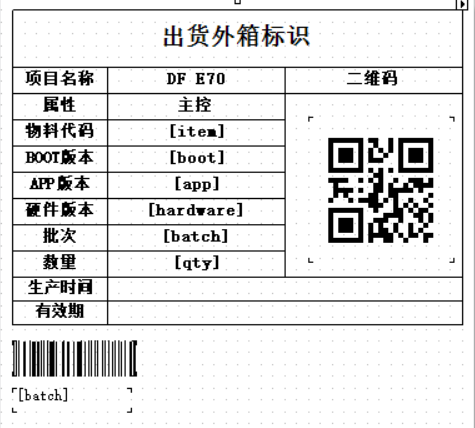 出货外箱标识
项目名称 DF E70 二维码
属性 主控
物料代码 [item]
BOOT版本 [boot]
APP版本 [app]
硬件版本 [hardware]
批次 [batch]
数量 [qty]
生产时间
有效期
[batch]